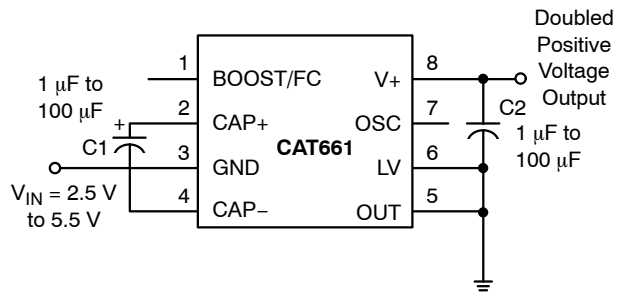 Doubled
Positive
Voltage
Output
1 BOOST/FC V+ 8
1 μF to
100 μF
2 CAP+ OSC 7
+
C1
CAT661
C2
1 μF to
100 μF
3 GND LV 6
VIN = 2.5 V
to 5.5 V
4 CAP− OUT 5